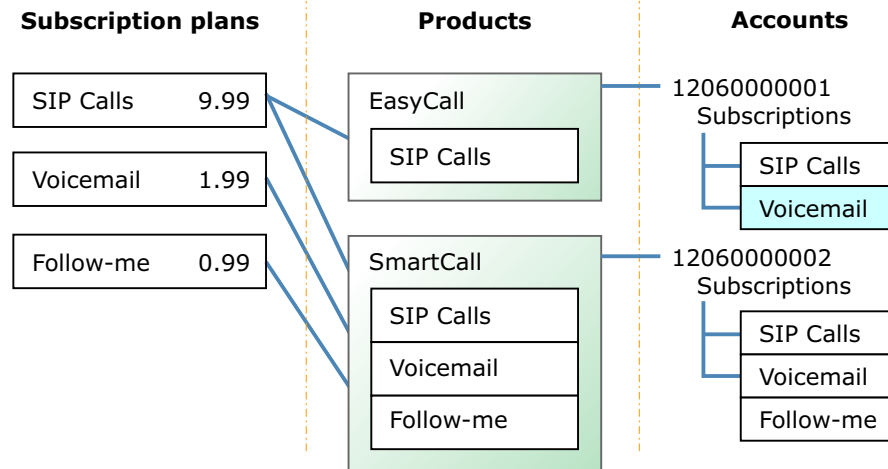 Subscription plans
Products
Accounts
SIP Calls 9.99
Voicemail 1.99
Follow-me 0.99
EasyCall
SIP Calls
SmartCall
SIP Calls
Voicemail
Follow-me
12060000001
Subscriptions
SIP Calls
Voicemail
12060000002
Subscriptions
SIP Calls
Voicemail
Follow-me